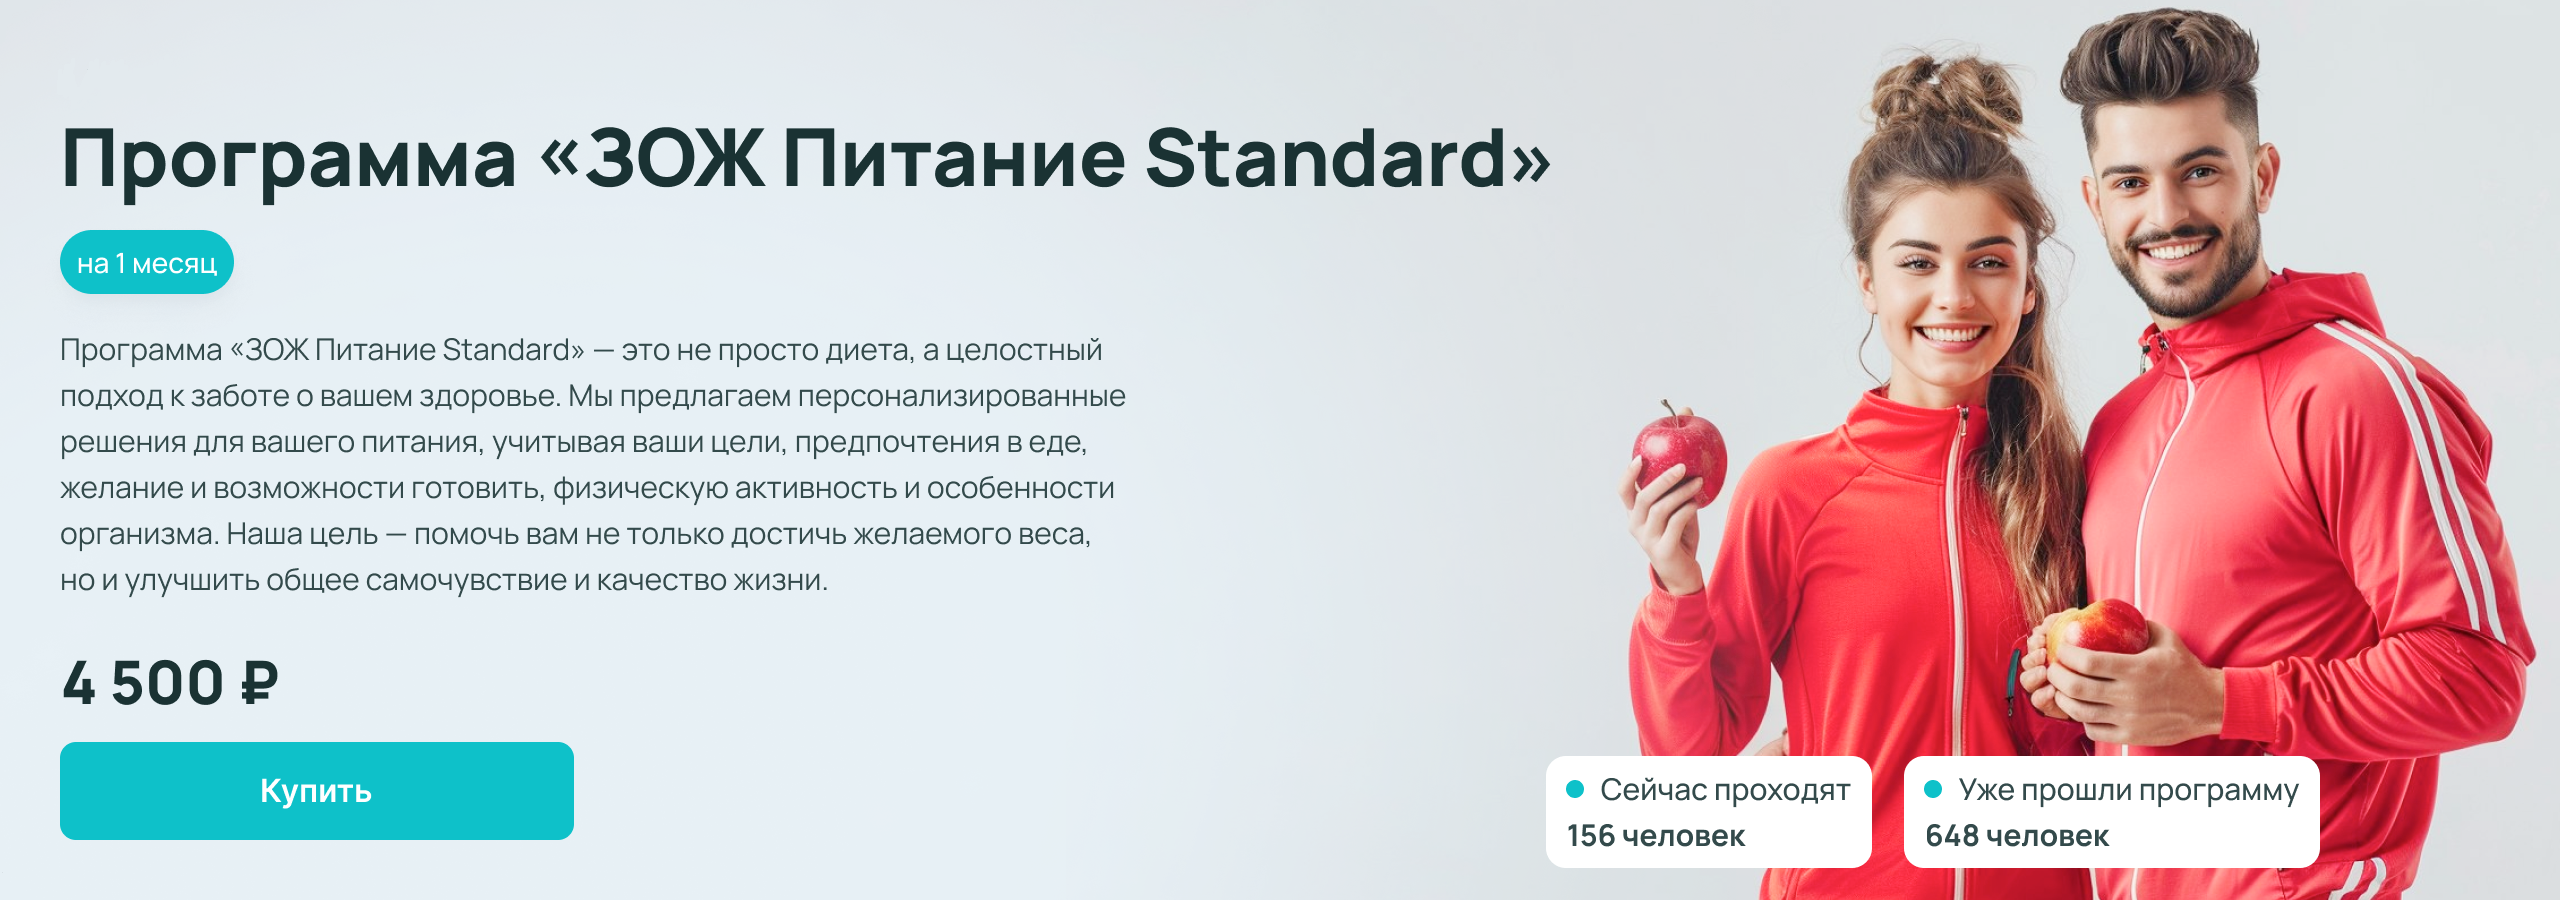 Программа «ЗОЖ Питание Standard»
на 1 месяц
Программа «ЗОЖ Питание Standard» — это не просто диета, а целостный
подход к заботе о вашем здоровье. Мы предлагаем персонализированные
решения для вашего питания, учитывая ваши цели, предпочтения в еде,
желание и возможности готовить, физическую активность и особенности
организма. Наша цель — помочь вам не только достичь желаемого веса,
но и улучшить общее самочувствие и качество жизни.
4 500 ₽
Купить
Сейчас проходят
156 человек
Уже прошли программу
648 человек